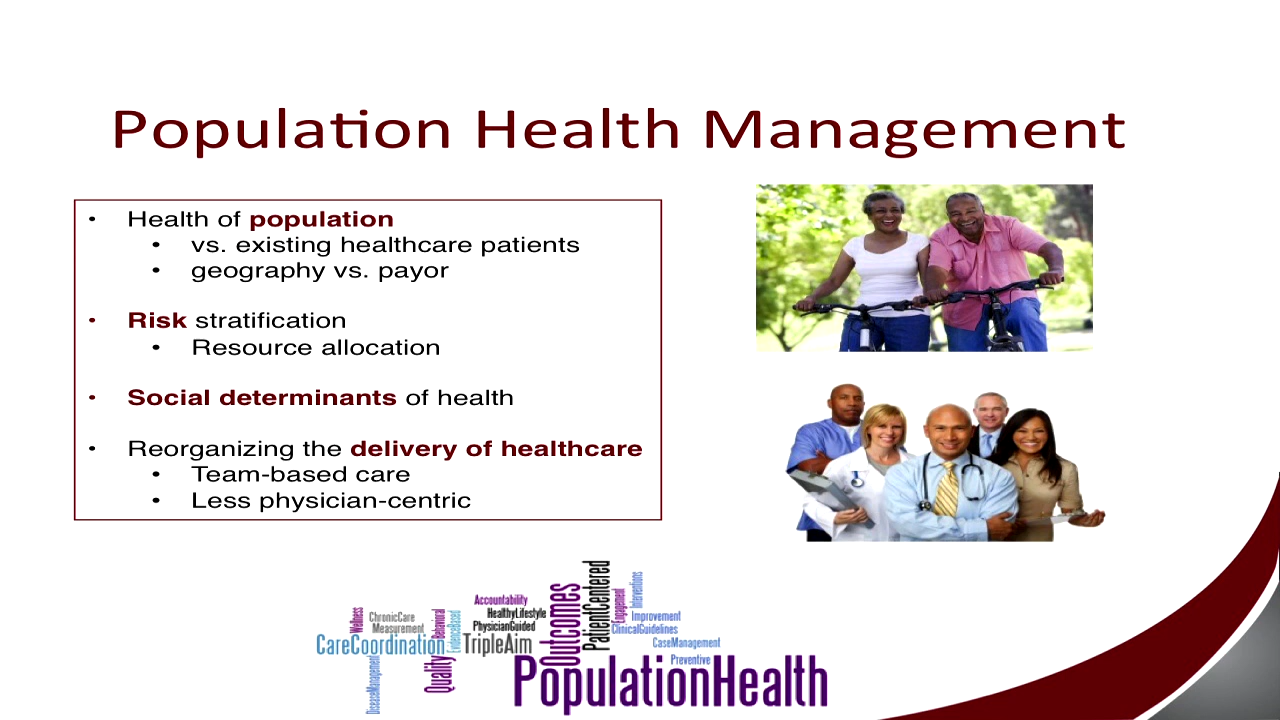 Population Health Management
• Health of population
• vs. existing healthcare patients
• geography vs. payor
• Risk stratification
• Resource allocation
• Social determinants of health
• Reorganizing the delivery of healthcare
• Team-based care
• Less physician-centric
Wellness
ChronicCare
Measurement
CareCoordination
DiseaseManagement
Behavioral
EvidenceBased
Quality
Accountability
HealthyLifestyle
PhysicianGuided
TripleAim
Outcomes
PatientCentered
Engagement
Interventions
Improvement
ClinicalGuidelines
CaseManagement
Preventive
PopulationHealth